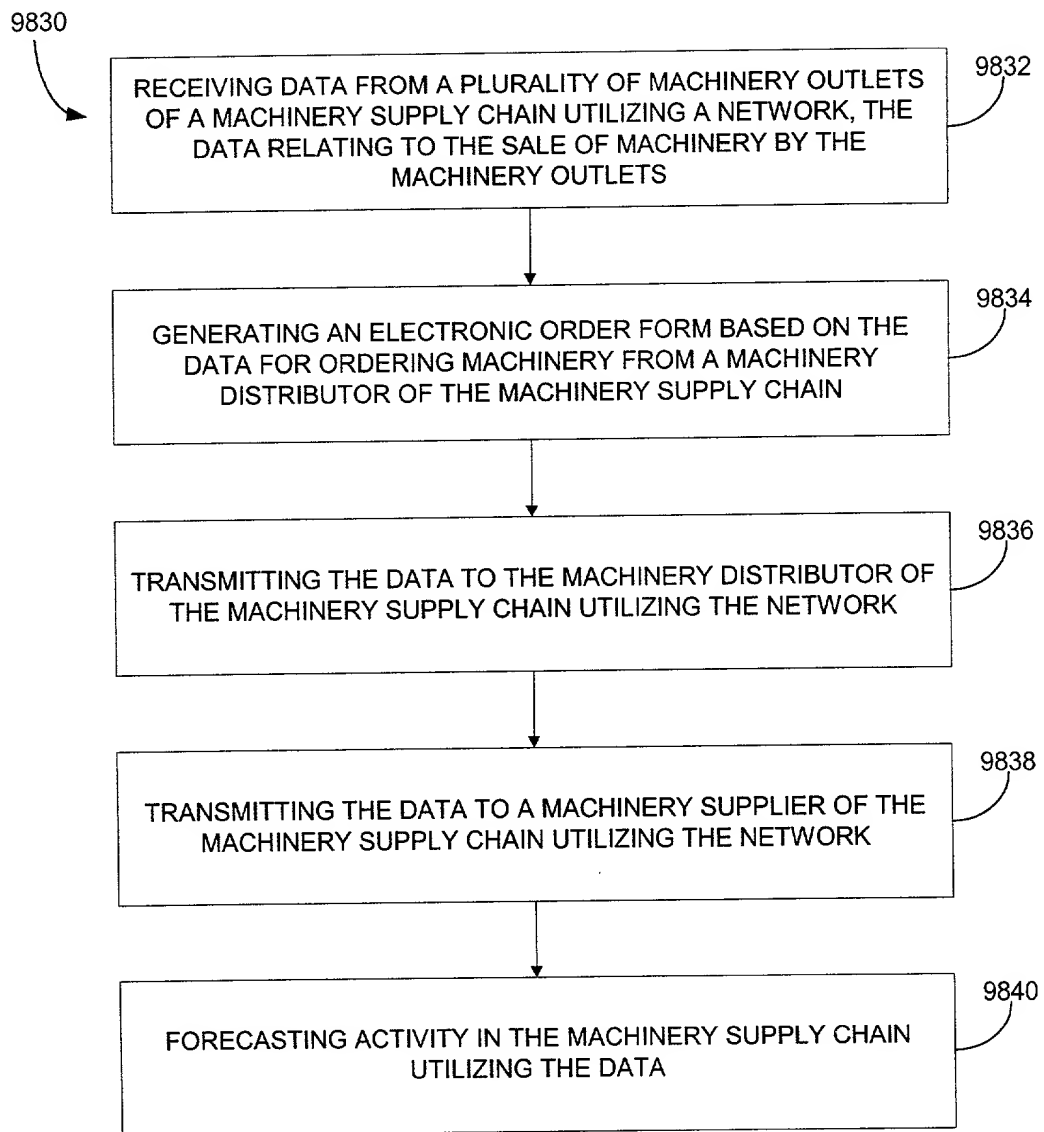 9830
RECEIVING DATA FROM A PLURALITY OF MACHINERY OUTLETS
OF A MACHINERY SUPPLY CHAIN UTILIZING A NETWORK, THE
DATA RELATING TO THE SALE OF MACHINERY BY THE
MACHINERY OUTLETS
9832
GENERATING AN ELECTRONIC ORDER FORM BASED ON THE
DATA FOR ORDERING MACHINERY FROM A MACHINERY
DISTRIBUTOR OF THE MACHINERY SUPPLY CHAIN
9834
TRANSMITTING THE DATA TO THE MACHINERY DISTRIBUTOR OF
THE MACHINERY SUPPLY CHAIN UTILIZING THE NETWORK
9836
TRANSMITTING THE DATA TO A MACHINERY SUPPLIER OF THE
MACHINERY SUPPLY CHAIN UTILIZING THE NETWORK
9838
FORECASTING ACTIVITY IN THE MACHINERY SUPPLY CHAIN
UTILIZING THE DATA
9840